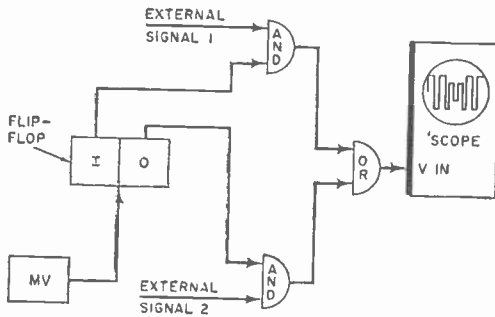 EXTERNAL
SIGNAL 1
AND
FLIP-
FLOP
I O
OR
'SCOPE
V IN
MV
EXTERNAL
SIGNAL 2
AND